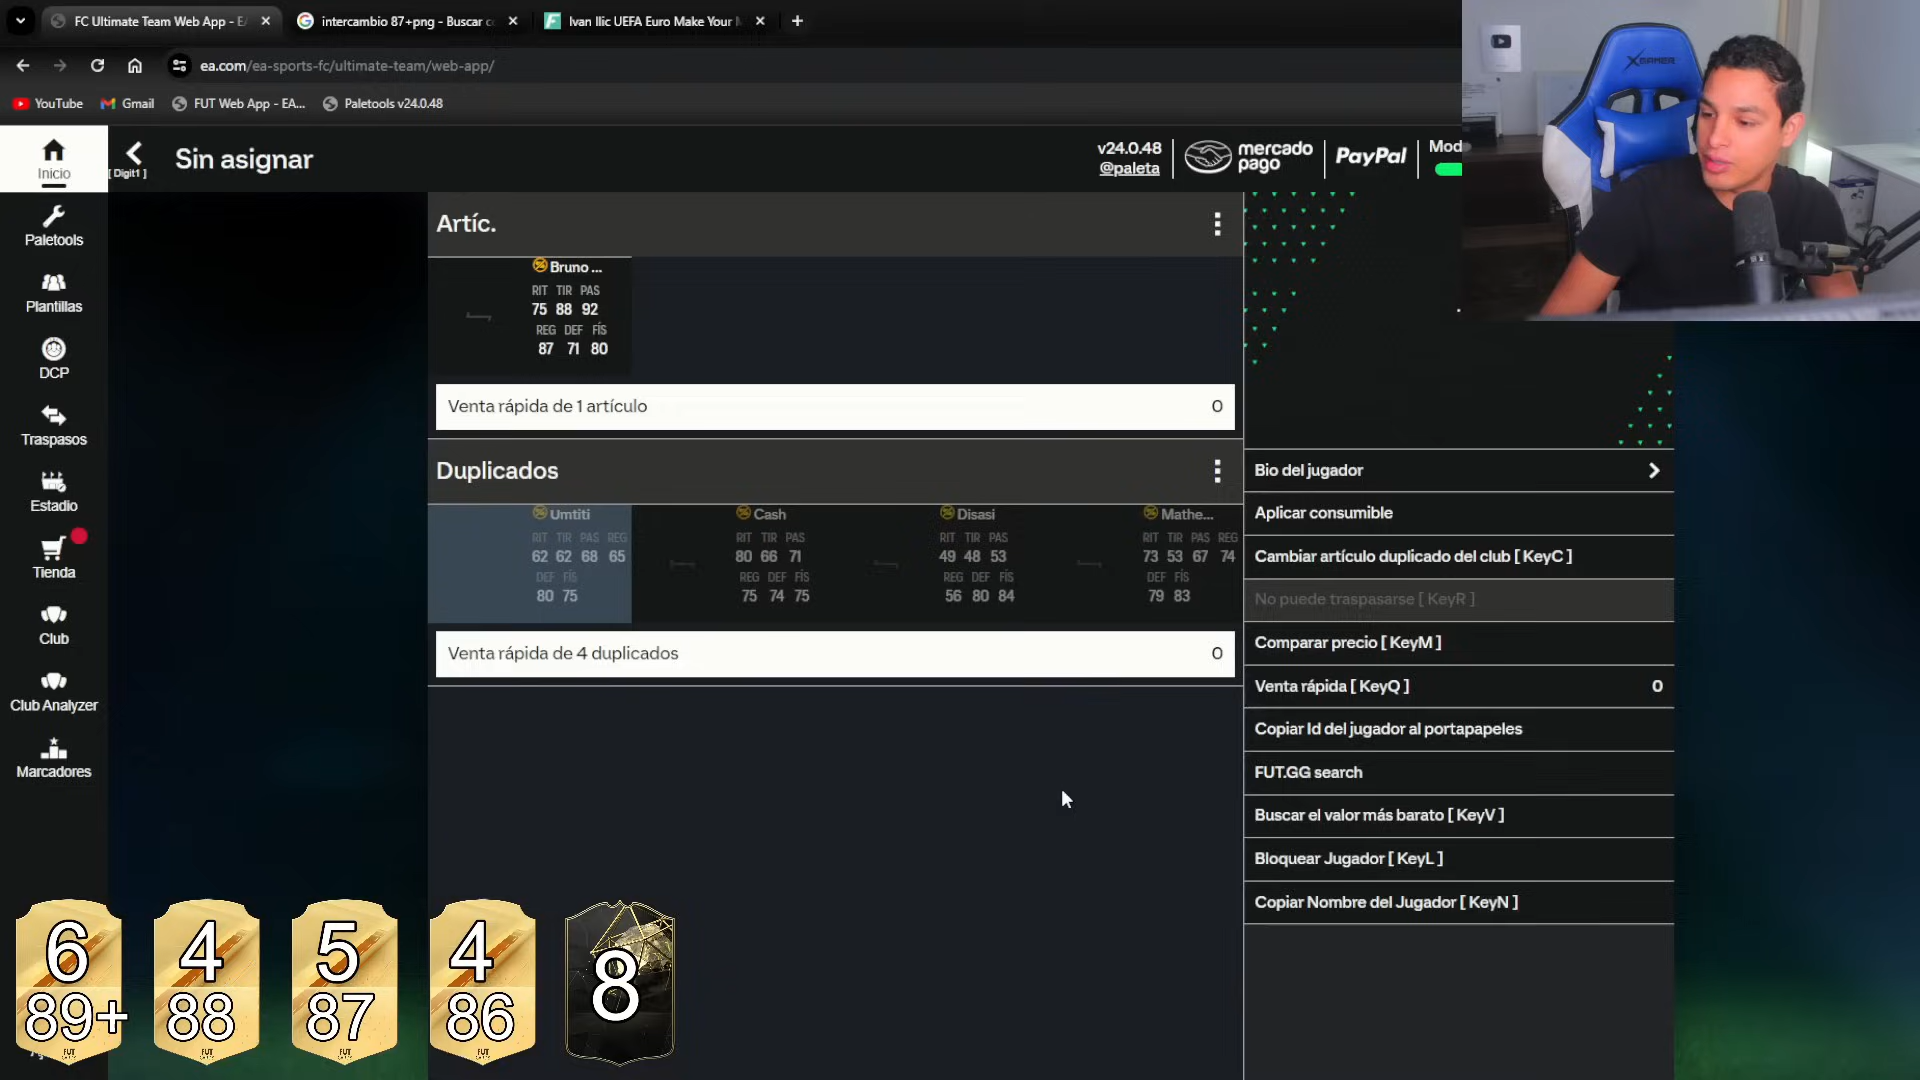 FC Ultimate Team Web App - E
intercambio 87+png - Buscar c
Ivan Ilic UEFA Euro Make Your
ea.com/ea-sports-fc/ultimate-team/web-app/
YouTube
Gmail
FUT Web App - EA...
Paletools v24.0.48
Inicio
[ Digit1 ]
Sin asignar
v24.0.48
@paleta
mercado
pago
PayPal
Mod
XGAMER
Paletools
Plantillas
DCP
Traspasos
Estadio
Tienda
Club
Club Analyzer
Marcadores
Artíc.
Bruno ...
RIT TIR PAS
75 88 92
REG DEF FÍS
87 71 80
Venta rápida de 1 artículo 0
Duplicados
Umtiti
RIT TIR PAS REG
62 62 68 65
DEF FÍS
80 75
Cash
RIT TIR PAS
80 66 71
REG DEF FÍS
75 74 75
Disasi
RIT TIR PAS
49 48 53
REG DEF FÍS
56 80 84
Mathe...
RIT TIR PAS REG
73 53 67 74
DEF FÍS
79 83
Venta rápida de 4 duplicados 0
Bio del jugador
Aplicar consumible
Cambiar artículo duplicado del club [ KeyC ]
No puede traspasarse [ KeyR ]
Comparar precio [ KeyM ]
Venta rápida [ KeyQ ] 0
Copiar Id del jugador al portapapeles
FUT.GG search
Buscar el valor más barato [ KeyV ]
Bloquear Jugador [ KeyL ]
Copiar Nombre del Jugador [ KeyN ]
6
89+
FUT
4
88
FUT
5
87
FUT
4
86
FUT
8